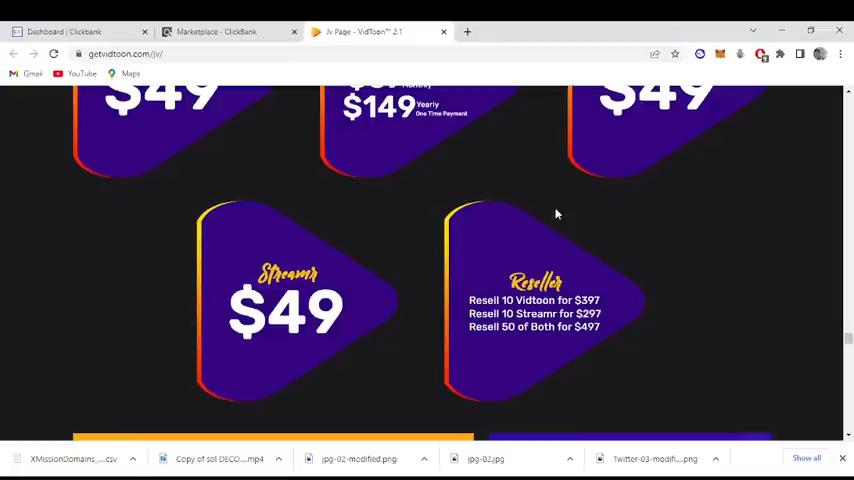 Dashboard | Clickbank
Marketplace - ClickBank
Jv Page - VidToon™ 2.1
getvidtoon.com/jv/
Gmail
YouTube
Maps
$49
Monthly
$149 Yearly
One Time Payment
$49
Streamr
$49
Reseller
Resell 10 Vidtoon for $397
Resell 10 Streamr for $297
Resell 50 of Both for $497
XMissionDomains_....csv
Copy of sol DECO....mp4
jpg-02-modified.png
jpg-02.jpg
Twitter-03-modifi....png
Show all